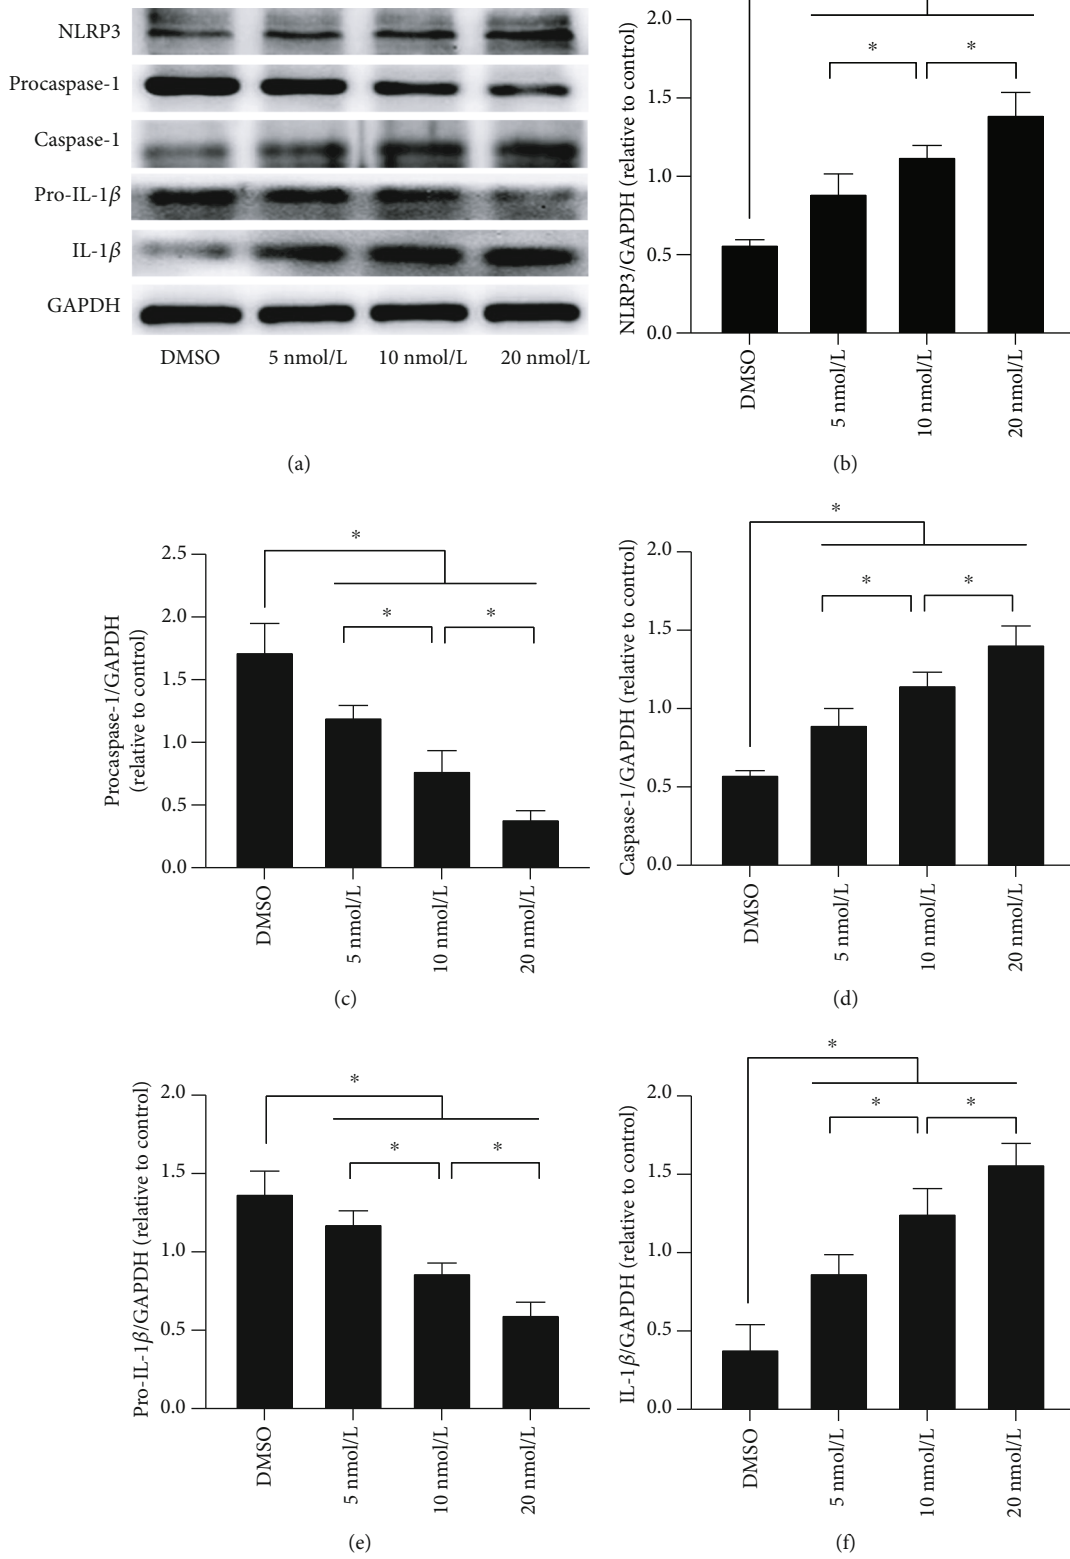 NLRP3
Procaspase-1
Caspase-1
Pro-IL-1β
IL-1β
GAPDH
DMSO 5 nmol/L 10 nmol/L 20 nmol/L
(a)
NLRP3/GAPDH (relative to control)
2.0
1.5
1.0
0.5
0.0
* *
DMSO
5 nmol/L
10 nmol/L
20 nmol/L
(b)
Procaspase-1/GAPDH
(relative to control)
2.5
2.0
1.5
1.0
0.5
0.0
*
* *
DMSO
5 nmol/L
10 nmol/L
20 nmol/L
(c)
Caspase-1/GAPDH (relative to control)
2.0
1.5
1.0
0.5
0.0
*
* *
DMSO
5 nmol/L
10 nmol/L
20 nmol/L
(d)
Pro-IL-1β/GAPDH (relative to control)
2.0
1.5
1.0
0.5
0.0
*
* *
DMSO
5 nmol/L
10 nmol/L
20 nmol/L
(e)
IL-1β/GAPDH (relative to control)
2.0
1.5
1.0
0.5
0.0
*
* *
DMSO
5 nmol/L
10 nmol/L
20 nmol/L
(f)